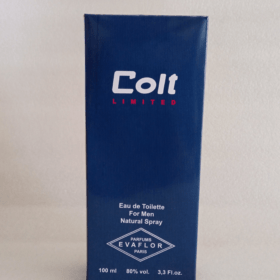 Colt
LIMITED
Eau de Toilette
For Men
Natural Spray
PARFUMS
EVAFLOR
PARIS
100 ml 80% vol. 3,3 Fl.oz.